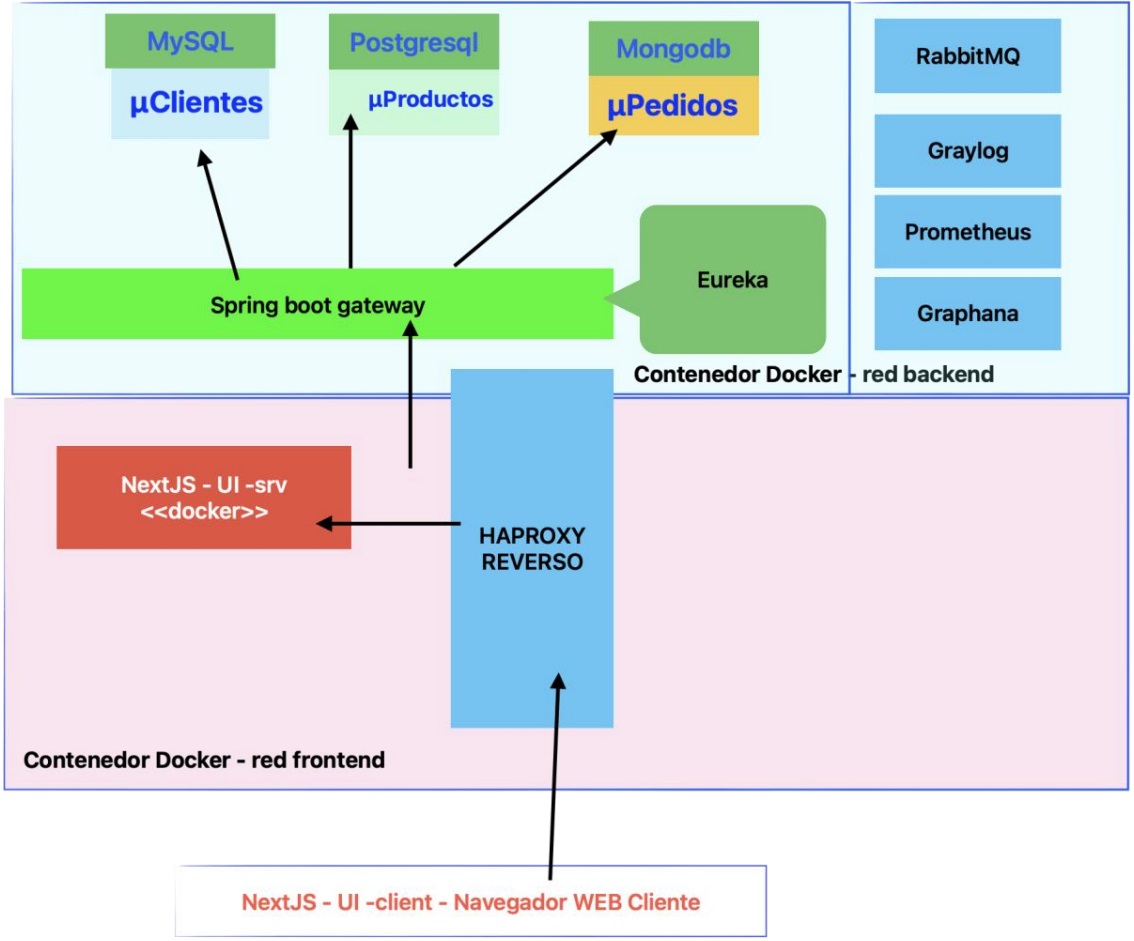 MySQL
Postgresql
Mongodb
µClientes
µProductos
µPedidos
RabbitMQ
Graylog
Prometheus
Graphana
Eureka
Spring boot gateway
Contenedor Docker - red backend
NextJS - UI -srv
<<docker>>
HAPROXY
REVERSO
Contenedor Docker - red frontend
NextJS - UI -client - Navegador WEB Cliente